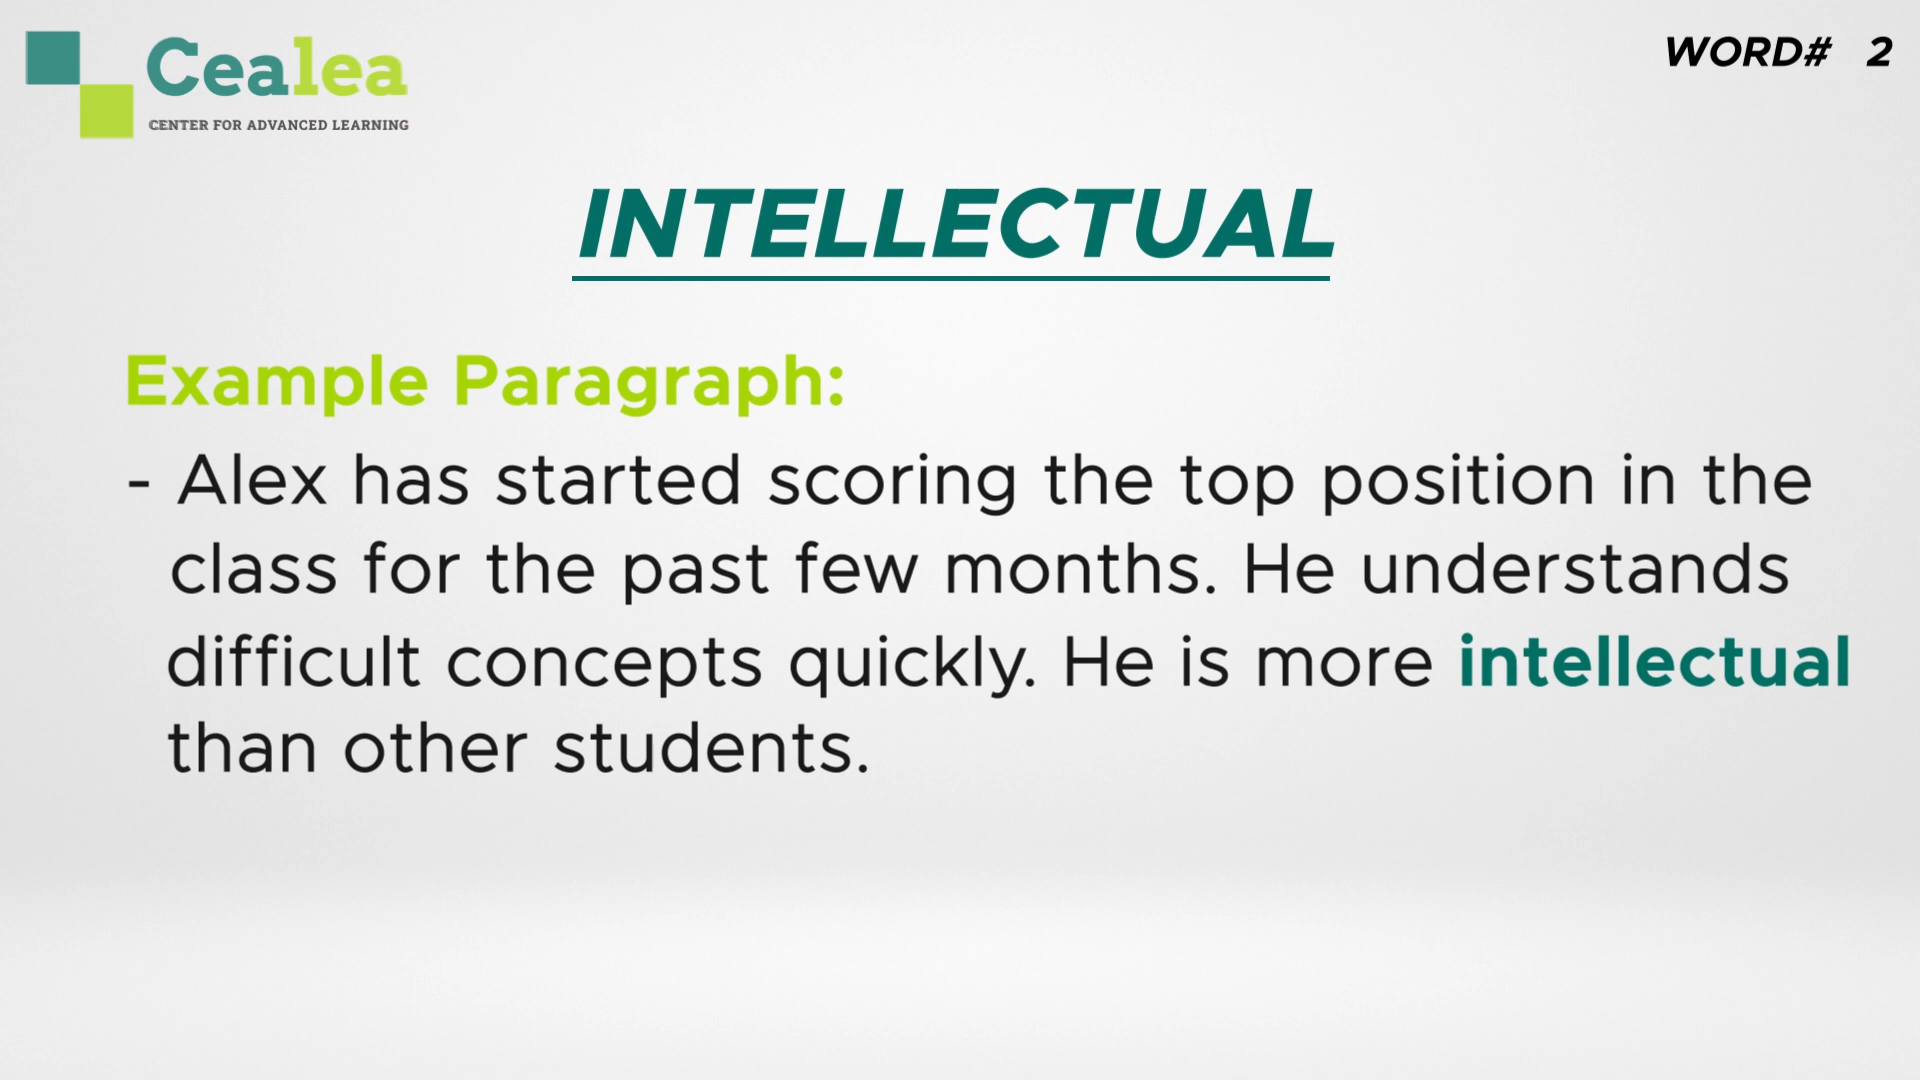 Cealea
CENTER FOR ADVANCED LEARNING
WORD# 2
INTELLECTUAL
Example Paragraph:
- Alex has started scoring the top position in the
class for the past few months. He understands
difficult concepts quickly. He is more intellectual
than other students.